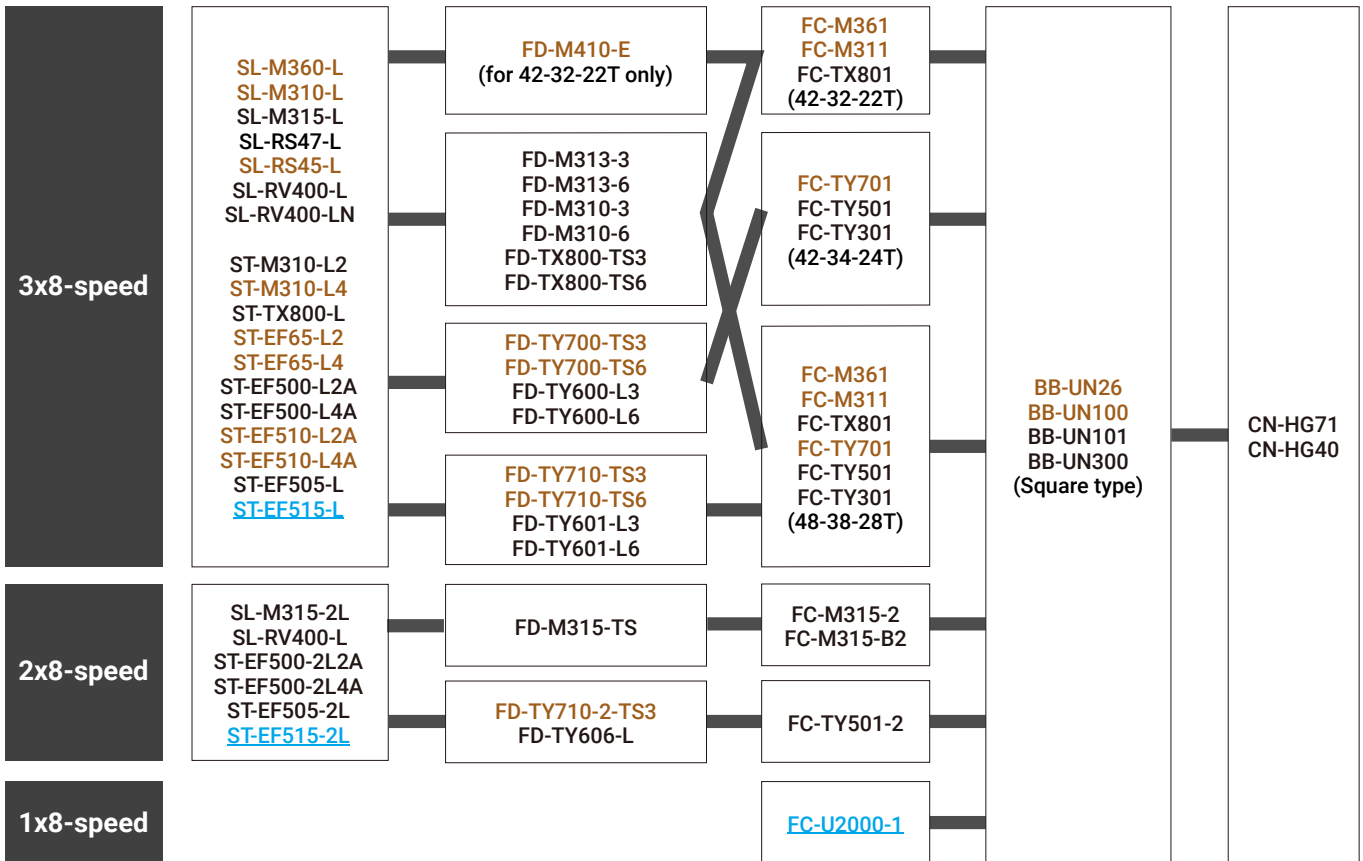 3x8-speed
SL-M360-L
SL-M310-L
SL-M315-L
SL-RS47-L
SL-RS45-L
SL-RV400-L
SL-RV400-LN
ST-M310-L2
ST-M310-L4
ST-TX800-L
ST-EF65-L2
ST-EF65-L4
ST-EF500-L2A
ST-EF500-L4A
ST-EF510-L2A
ST-EF510-L4A
ST-EF505-L
ST-EF515-L
FD-M410-E
(for 42-32-22T only)
FD-M313-3
FD-M313-6
FD-M310-3
FD-M310-6
FD-TX800-TS3
FD-TX800-TS6
FD-TY700-TS3
FD-TY700-TS6
FD-TY600-L3
FD-TY600-L6
FD-TY710-TS3
FD-TY710-TS6
FD-TY601-L3
FD-TY601-L6
FC-M361
FC-M311
FC-TX801
(42-32-22T)
FC-TY701
FC-TY501
FC-TY301
(42-34-24T)
FC-M361
FC-M311
FC-TX801
FC-TY701
FC-TY501
FC-TY301
(48-38-28T)
BB-UN26
BB-UN100
BB-UN101
BB-UN300
(Square type)
CN-HG71
CN-HG40
2x8-speed
SL-M315-2L
SL-RV400-L
ST-EF500-2L2A
ST-EF500-2L4A
ST-EF505-2L
ST-EF515-2L
FD-M315-TS
FD-TY710-2-TS3
FD-TY606-L
FC-M315-2
FC-M315-B2
FC-TY501-2
1x8-speed
FC-U2000-1